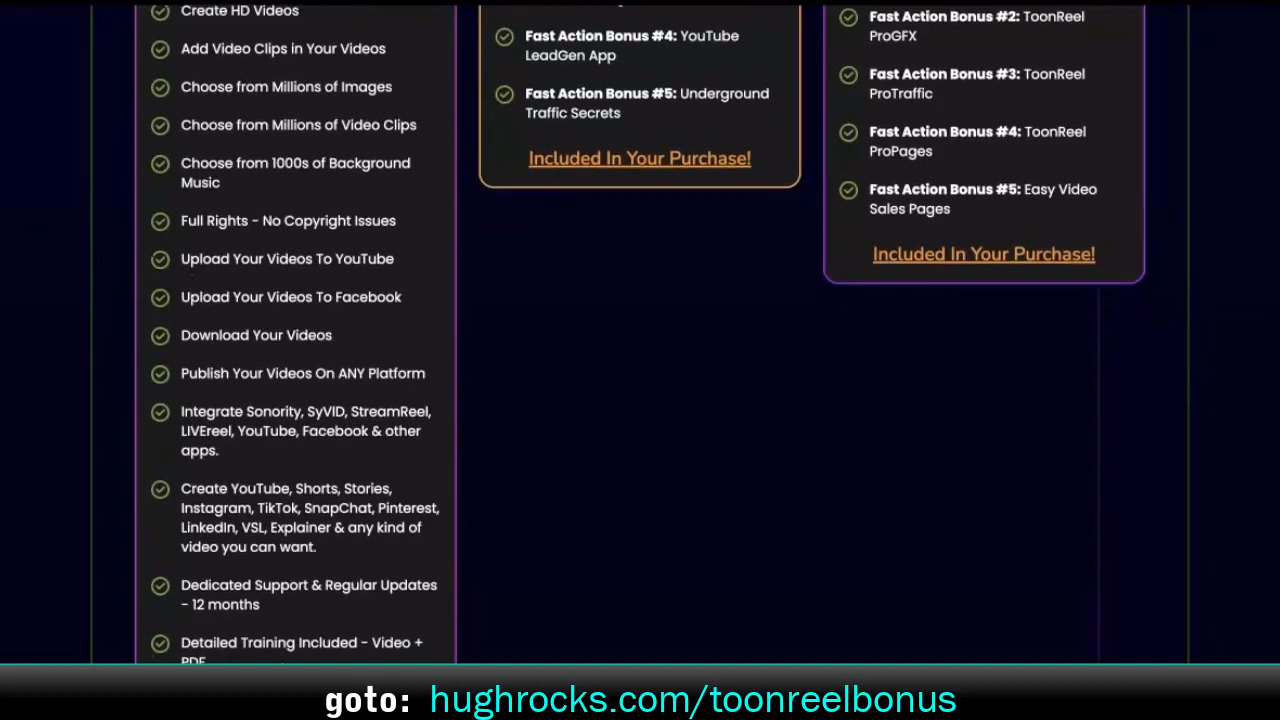 Create HD Videos
Add Video Clips in Your Videos
Choose from Millions of Images
Choose from Millions of Video Clips
Choose from 1000s of Background
Music
Full Rights - No Copyright Issues
Upload Your Videos To YouTube
Upload Your Videos To Facebook
Download Your Videos
Publish Your Videos On ANY Platform
Integrate Sonority, SyVID, StreamReel,
LIVEreel, YouTube, Facebook & other
apps.
Create YouTube, Shorts, Stories,
Instagram, TikTok, SnapChat, Pinterest,
LinkedIn, VSL, Explainer & any kind of
video you can want.
Dedicated Support & Regular Updates
- 12 months
Detailed Training Included - Video +
PDF
Fast Action Bonus #4: YouTube
LeadGen App
Fast Action Bonus #5: Underground
Traffic Secrets
Included In Your Purchase!
Fast Action Bonus #2: ToonReel
ProGFX
Fast Action Bonus #3: ToonReel
ProTraffic
Fast Action Bonus #4: ToonReel
ProPages
Fast Action Bonus #5: Easy Video
Sales Pages
Included In Your Purchase!
goto: hughrocks.com/toonreelbonus